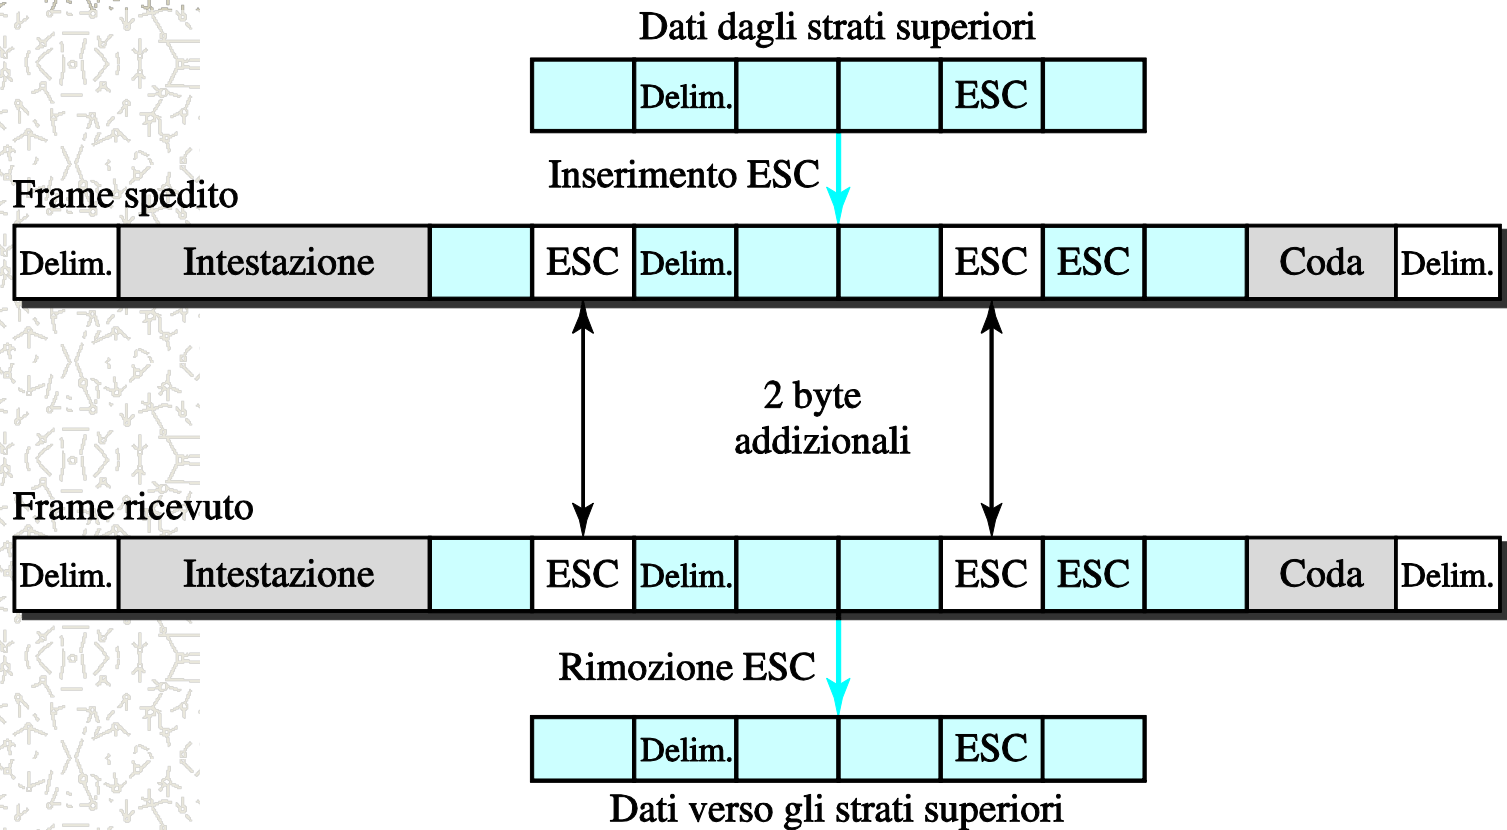 Dati dagli strati superiori
Delim. ESC
Inserimento ESC
Frame spedito
Delim. Intestazione ESC Delim. ESC ESC Coda Delim.
2 byte
addizionali
Frame ricevuto
Delim. Intestazione ESC Delim. ESC ESC Coda Delim.
Rimozione ESC
Delim. ESC
Dati verso gli strati superiori